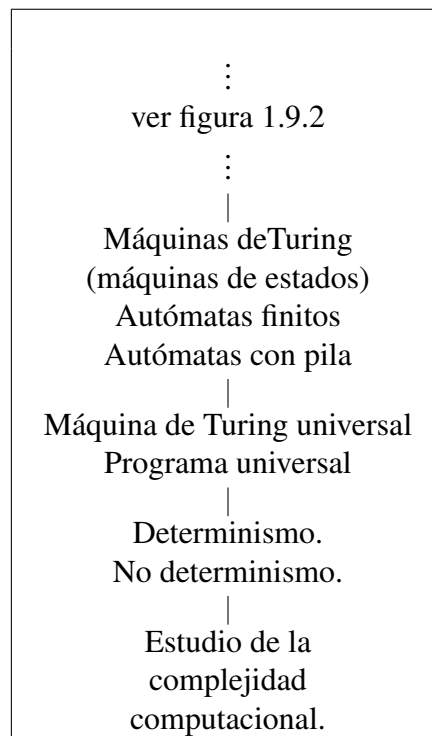 ver figura 1.9.2
Máquinas deTuring
(máquinas de estados)
Autómatas finitos
Autómatas con pila
Máquina de Turing universal
Programa universal
Determinismo.
No determinismo.
Estudio de la
complejidad
computacional.